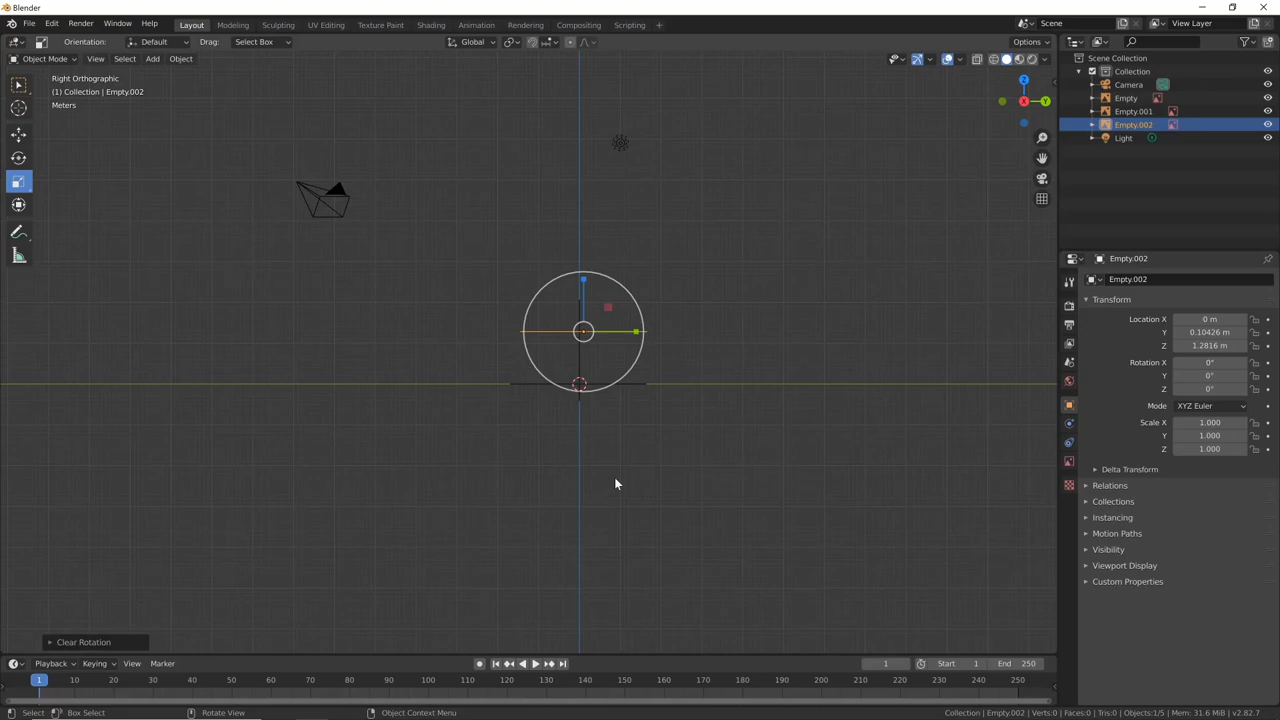 Blender
File Edit Render Window Help Layout Modeling Sculpting UV Editing Texture Paint Shading Animation Rendering Compositing Scripting + Scene View Layer
Orientation: Default Drag: Select Box Global Options
Object Mode View Select Add Object
Right Orthographic
(1) Collection | Empty.002
Meters
Z
X
Y
Scene Collection
Collection
Camera
Empty
Empty.001
Empty.002
Light
Empty.002
Empty.002
Transform
Location X 0 m
Y 0.10426 m
Z 1.2816 m
Rotation X 0°
Y 0°
Z 0°
Mode XYZ Euler
Scale X 1.000
Y 1.000
Z 1.000
Delta Transform
Relations
Collections
Instancing
Motion Paths
Visibility
Viewport Display
Custom Properties
Clear Rotation
Playback Keying View Marker 1 Start 1 End 250
1 10 20 30 40 50 60 70 80 90 100 110 120 130 140 150 160 170 180 190 200 210 220 230 240 250
Select Box Select Rotate View Object Context Menu Collection | Empty.002 | Verts:0 | Faces:0 | Tris:0 | Objects:1/5 | Mem: 31.6 MiB | v2.82.7